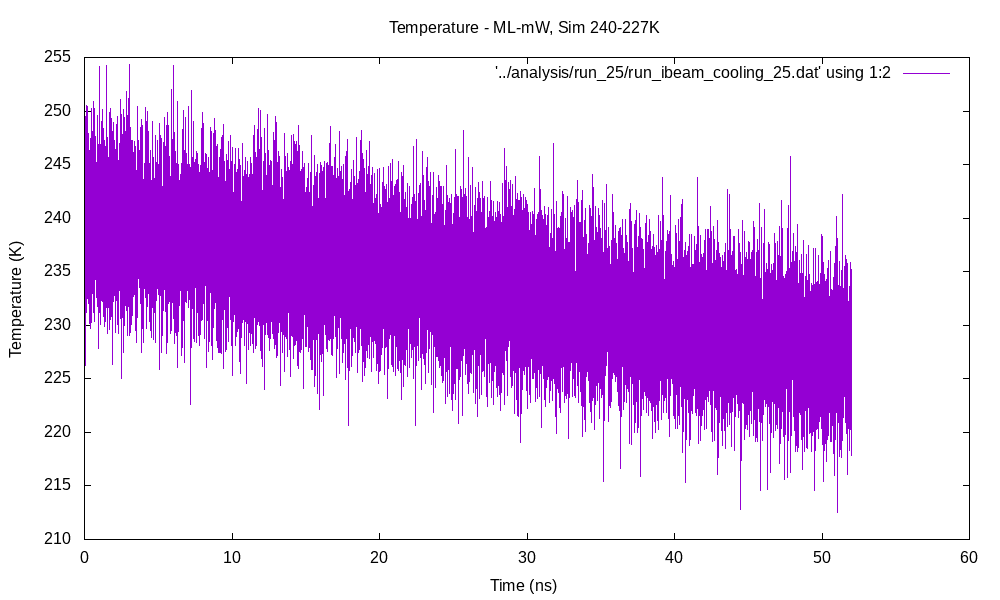 Temperature - ML-mW, Sim 240-227K
'../analysis/run_25/run_ibeam_cooling_25.dat' using 1:2
255
250
245
240
235
230
225
220
215
210
Temperature (K)
0 10 20 30 40 50 60
Time (ns)